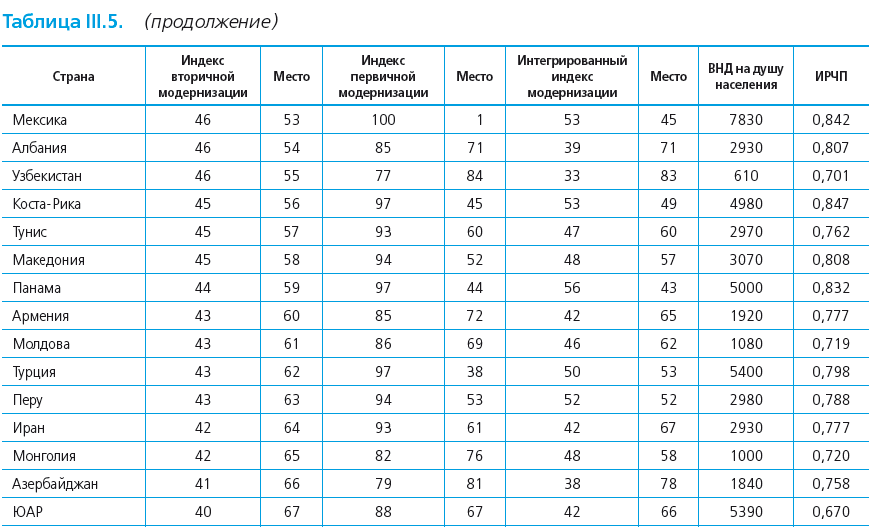 Таблица III.5. (продолжение)
Страна Индекс вторичной модернизации Место Индекс первичной модернизации Место Интегрированный индекс модернизации Место ВНД на душу населения ИРЧП
Мексика 46 53 100 1 53 45 7830 0,842
Албания 46 54 85 71 39 71 2930 0,807
Узбекистан 46 55 77 84 33 83 610 0,701
Коста-Рика 45 56 97 45 53 49 4980 0,847
Тунис 45 57 93 60 47 60 2970 0,762
Македония 45 58 94 52 48 57 3070 0,808
Панама 44 59 97 44 56 43 5000 0,832
Армения 43 60 85 72 42 65 1920 0,777
Молдова 43 61 86 69 46 62 1080 0,719
Турция 43 62 97 38 50 53 5400 0,798
Перу 43 63 94 53 52 52 2980 0,788
Иран 42 64 93 61 42 67 2930 0,777
Монголия 42 65 82 76 48 58 1000 0,720
Азербайджан 41 66 79 81 38 78 1840 0,758
ЮАР 40 67 88 67 42 66 5390 0,670